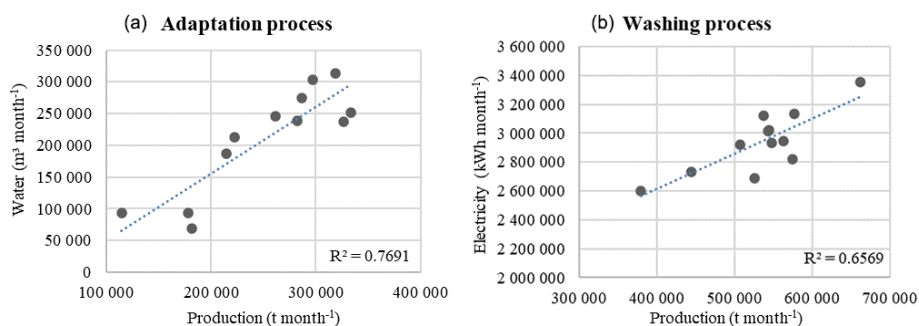 (a) Adaptation process
350 000
300 000
250 000
200 000
150 000
100 000
50 000
0
Water (m³ month-1)
R² = 0.7691
100 000 200 000 300 000 400 000
Production (t month-1)
(b) Washing process
3 600 000
3 400 000
3 200 000
3 000 000
2 800 000
2 600 000
2 400 000
2 200 000
2 000 000
Electricity (kWh month-1)
R² = 0.6569
300 000 400 000 500 000 600 000 700 000
Production (t month-1)